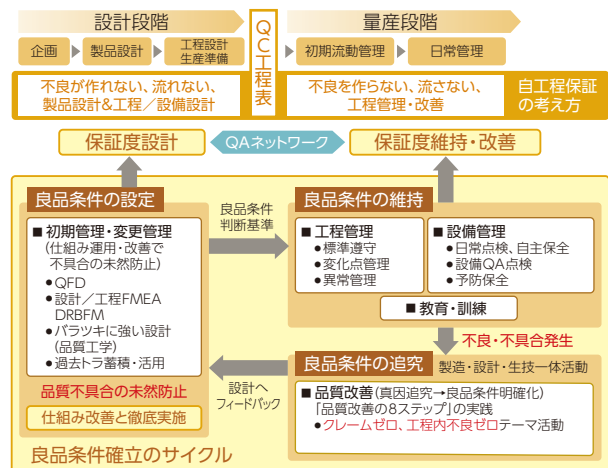 設計段階
QC工程表
量産段階
企画
製品設計
工程設計
生産準備
初期流動管理
日常管理
不良が作れない、流れない、
製品設計&工程／設備設計
不良を作らない、流さない、
工程管理・改善
自工程保証
の考え方
保証度設計
QAネットワーク
保証度維持・改善
良品条件の設定
■ 初期管理・変更管理
(仕組み運用・改善で
不具合の未然防止)
●QFD
●設計／工程FMEA
DRBFM
●バラツキに強い設計
(品質工学)
●過去トラ蓄積・活用
品質不具合の未然防止
仕組み改善と徹底実施
良品条件
判断基準
良品条件の維持
■ 工程管理
●標準遵守
●変化点管理
●異常管理
■ 設備管理
●日常点検、自主保全
●設備QA点検
●予防保全
■ 教育・訓練
不良・不具合発生
設計へ
フィードバック
良品条件の追究
製造・設計・生技一体活動
■ 品質改善(真因追究→良品条件明確化)
「品質改善の8ステップ」の実践
●クレームゼロ、工程内不良ゼロテーマ活動
良品条件確立のサイクル